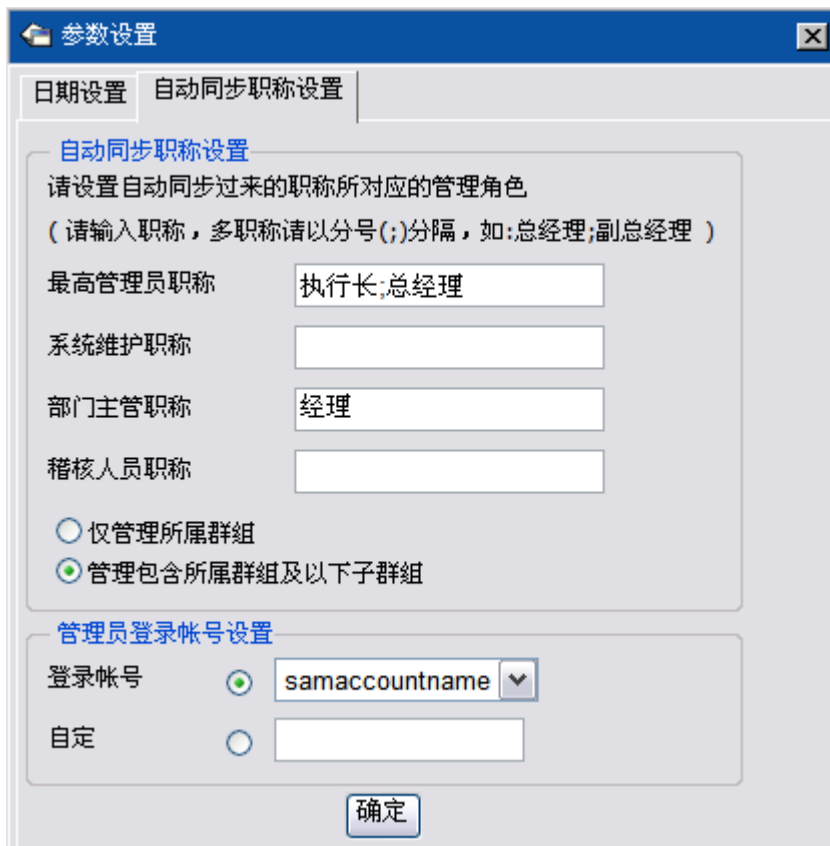 参数设置
日期设置 自动同步职称设置
自动同步职称设置
请设置自动同步过来的职称所对应的管理角色
( 请输入职称，多职称请以分号(;)分隔，如:总经理;副总经理 )
最高管理员职称 执行长;总经理
系统维护职称
部门主管职称 经理
稽核人员职称
仅管理所属群组
管理包含所属群组及以下子群组
管理员登录帐号设置
登录帐号 samaccountname
自定
确定